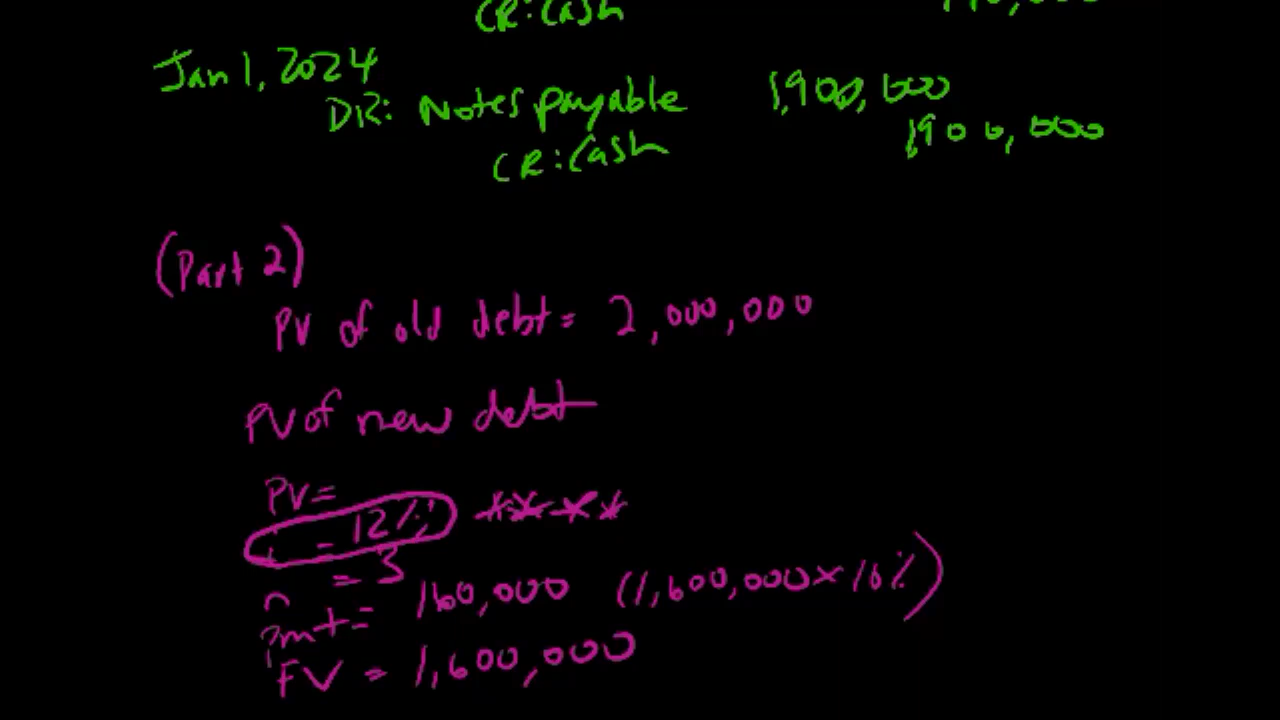 CR: Cash 190,000
Jan 1, 2024
DR: Notes payable 1,900,000
CR: Cash 1,900,000
(Part 2)
PV of old debt = 2,000,000
PV of new debt
PV =
i = 12% ****
n = 3
Pmt = 160,000 (1,600,000 × 10%)
FV = 1,600,000